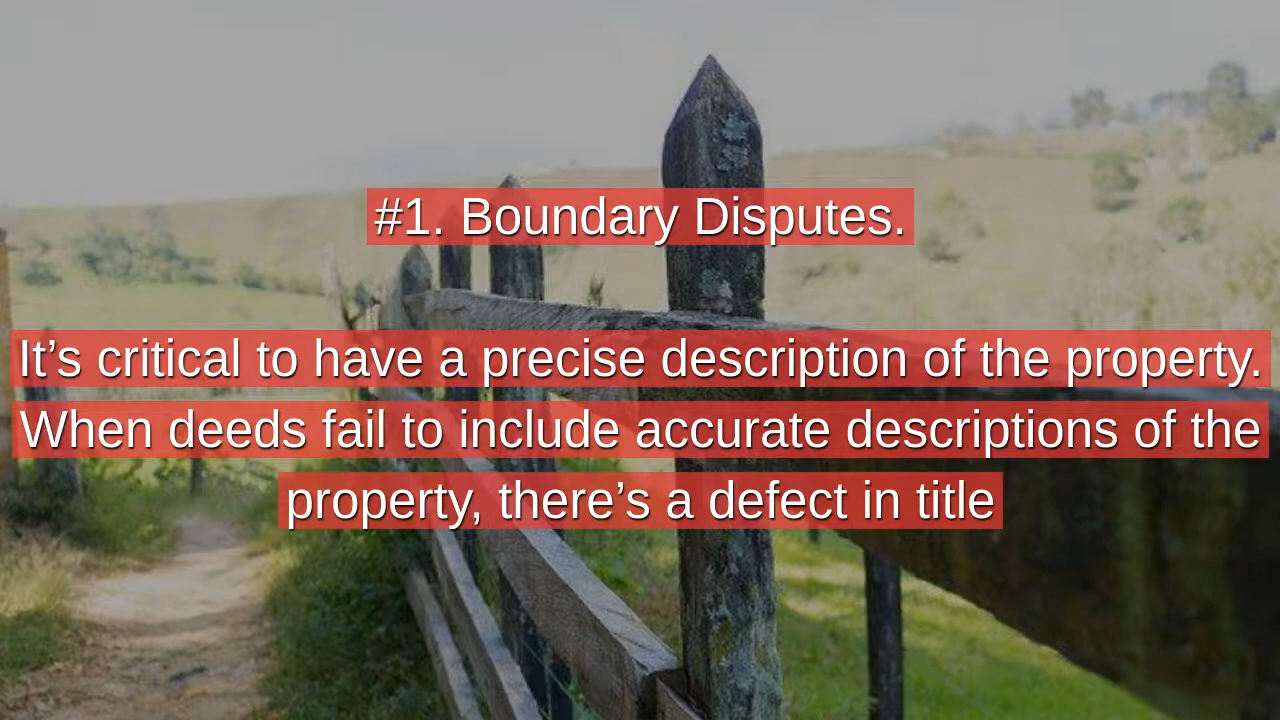 #1. Boundary Disputes.
It’s critical to have a precise description of the property.
When deeds fail to include accurate descriptions of the
property, there’s a defect in title